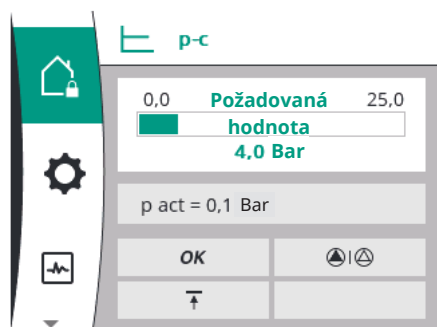 p-c
0,0 Požadovaná 25,0
hodnota
4,0 Bar
p act = 0,1 Bar
OK